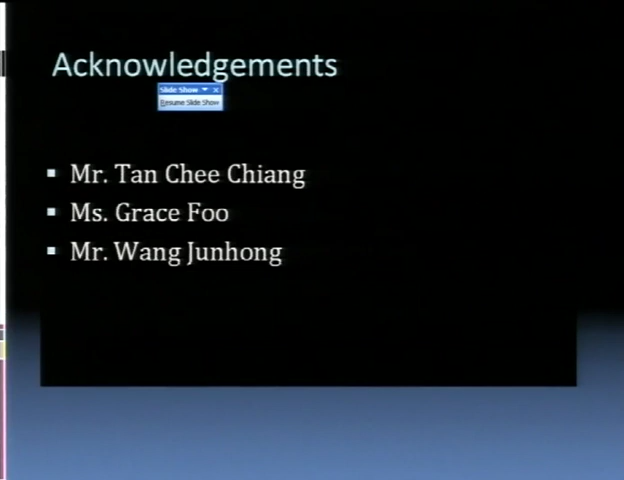 Acknowledgements
Slide Show
Resume Slide Show
Mr. Tan Chee Chiang
Ms. Grace Foo
Mr. Wang Junhong